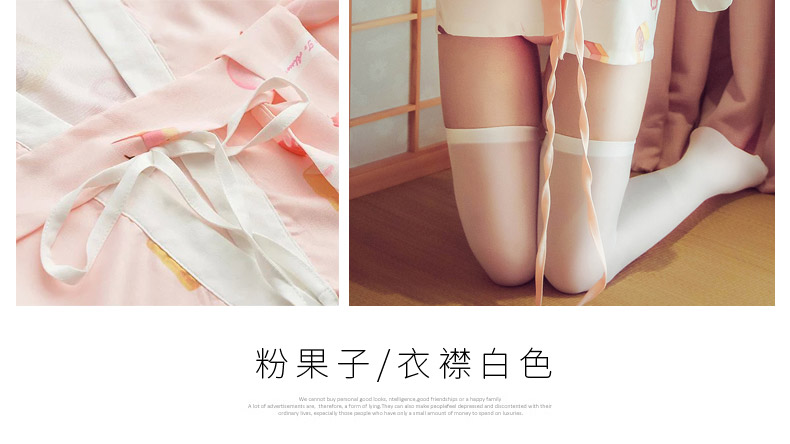 粉果子/衣襟白色
We cannot buy personal good looks, ntelligence,good friendships or a happy family
A lot of advertisements are, ,therefore, a form of lying.They can also make peoplefeel depressed and discontented with their
ordinary lives, especially those people who have only a small amount of money to spend on luxuries.